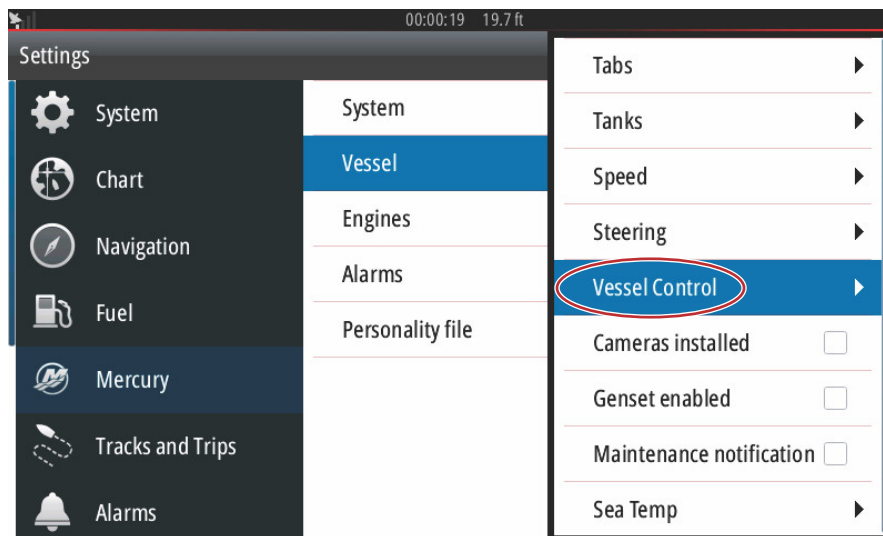 00:00:19 19.7 ft
Settings
System
Chart
Navigation
Fuel
Mercury
Tracks and Trips
Alarms
System
Vessel
Engines
Alarms
Personality file
Tabs
Tanks
Speed
Steering
Vessel Control
Cameras installed
Genset enabled
Maintenance notification
Sea Temp